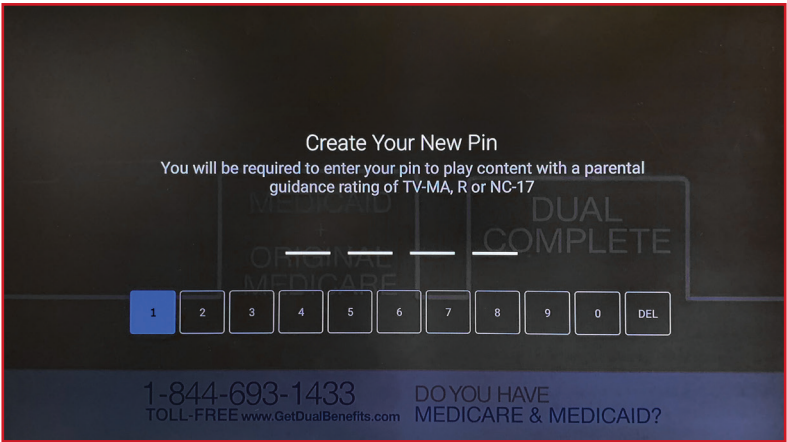 Create Your New Pin
You will be required to enter your pin to play content with a parental
guidance rating of TV-MA, R or NC-17
MEDICAID
+
ORIGINAL
MEDICARE
DUAL
COMPLETE
1 2 3 4 5 6 7 8 9 0 DEL
1-844-693-1433
TOLL-FREE www.GetDualBenefits.com
DO YOU HAVE
MEDICARE & MEDICAID?